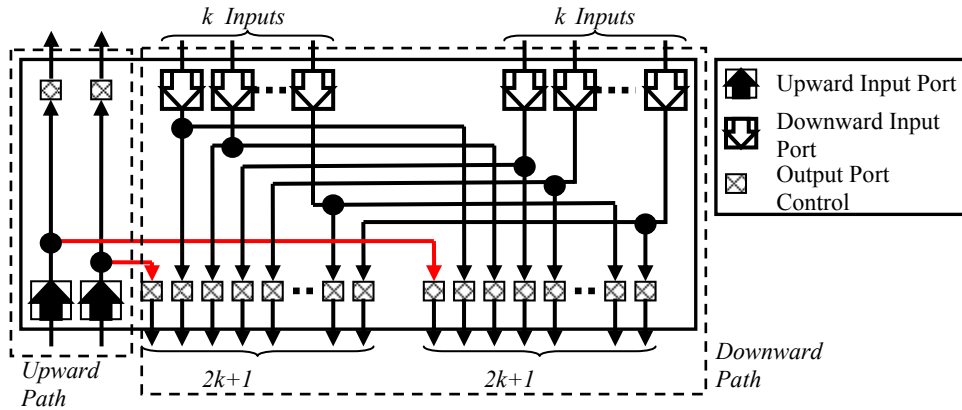 k Inputs
k Inputs
Upward Input Port
Downward Input
Port
Output Port
Control
Upward
Path
2k+1
2k+1
Downward
Path